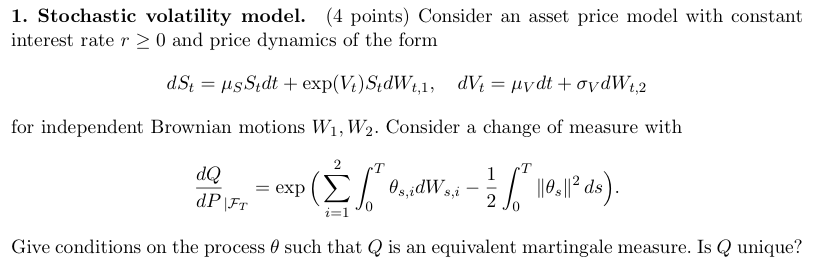 1. Stochastic volatility model. (4 points) Consider an asset price model with constant
interest rate r ≥ 0 and price dynamics of the form
dS_t = μ_S S_t dt + exp(V_t)S_t dW_{t,1}, dV_t = μ_V dt + σ_V dW_{t,2}
for independent Brownian motions W_1, W_2. Consider a change of measure with
dQ/dP |F_T = exp ( ∑_{i=1}^{2} ∫_0^T θ_{s,i} dW_{s,i} − 1/2 ∫_0^T ‖θ_s‖² ds ).
Give conditions on the process θ such that Q is an equivalent martingale measure. Is Q unique?